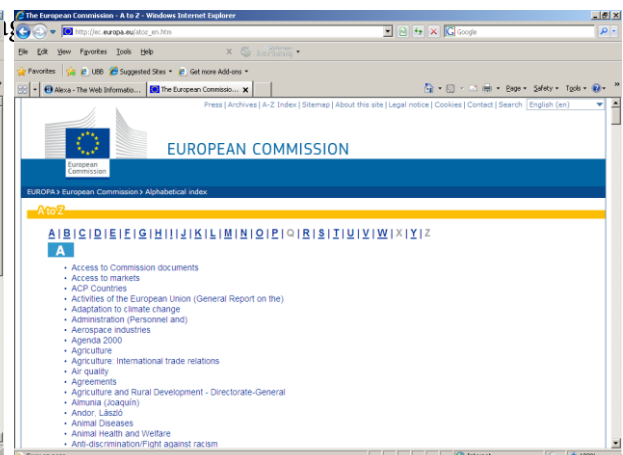 The European Commission - A to Z - Windows Internet Explorer
http://ec.europa.eu/atoz_en.htm
Google
File Edit View Favorites Tools Help
Favorites UBB Suggested Sites Get more Add-ons
Alexa - The Web Informatio... The European Commissio... Page Safety Tools
Press | Archives | A-Z Index | Sitemap | About this site | Legal notice | Cookies | Contact | Search English (en)
EUROPEAN COMMISSION
European
Commission
EUROPA > European Commission > Alphabetical index
A to Z
A | B | C | D | E | F | G | H | I | J | K | L | M | N | O | P | Q | R | S | T | U | V | W | X | Y | Z
A
• Access to Commission documents
• Access to markets
• ACP Countries
• Activities of the European Union (General Report on the)
• Adaptation to climate change
• Administration (Personnel and)
• Aerospace industries
• Agenda 2000
• Agriculture
• Agriculture: International trade relations
• Air quality
• Agreements
• Agriculture and Rural Development - Directorate-General
• Almunia (Joaquín)
• Andor, László
• Animal Diseases
• Animal Health and Welfare
• Anti-discrimination/Fight against racism